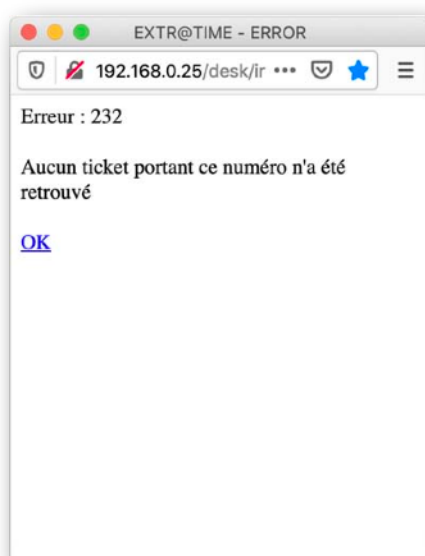 EXTR@TIME - ERROR
192.168.0.25/desk/ir
Erreur : 232
Aucun ticket portant ce numéro n'a été
retrouvé
OK